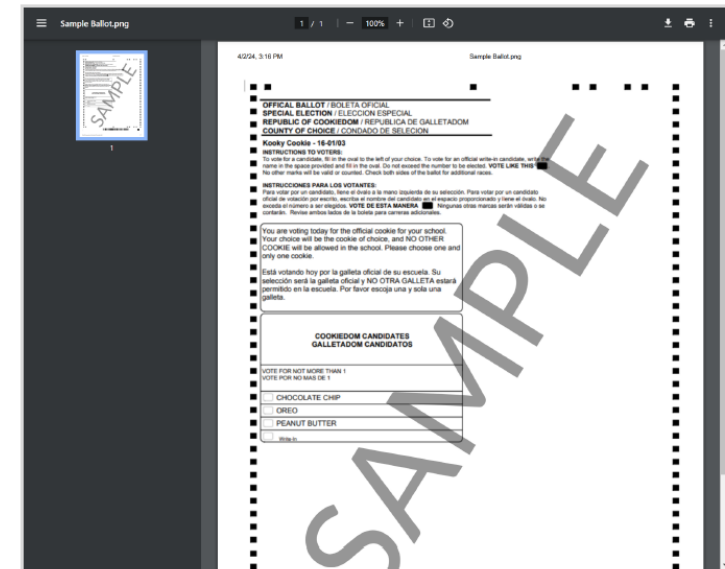 Sample Ballot.png
1 / 1
100%
SAMPLE
1
4/2/24, 3:16 PM
Sample Ballot.png
OFFICAL BALLOT / BOLETA OFICIAL
SPECIAL ELECTION / ELECCION ESPECIAL
REPUBLIC OF COOKIEDOM / REPUBLICA DE GALLETADOM
COUNTY OF CHOICE / CONDADO DE SELECION
Kooky Cookie - 16-01/03
INSTRUCTIONS TO VOTERS:
To vote for a candidate, fill in the oval to the left of your choice. To vote for an official write-in candidate, write the
name in the space provided and fill in the oval. Do not exceed the number to be elected. VOTE LIKE THIS
No other marks will be valid or counted. Check both sides of the ballot for additional races.
INSTRUCCIONES PARA LOS VOTANTES:
Para votar por un candidato, llene el óvalo a la mano izquierda de su selección. Para votar por un candidato
oficial de votación por escrito, escriba el nombre del candidato en el espacio proporcionado y llene el óvalo. No
exceda el número a ser elegidos. VOTE DE ESTA MANERA Ningunas otras marcas serán válidas o se
contarán. Revise ambos lados de la boleta para carreras adicionales.
You are voting today for the official cookie for your school.
Your choice will be the cookie of choice, and NO OTHER
COOKIE will be allowed in the school. Please choose one and
only one cookie.
Está votando hoy por la galleta oficial de su escuela. Su
selección será la galleta oficial y NO OTRA GALLETA estará
permitido en la escuela. Por favor escoja una y sola una
galleta.
COOKIEDOM CANDIDATES
GALLETADOM CANDIDATOS
VOTE FOR NOT MORE THAN 1
VOTE POR NO MAS DE 1
CHOCOLATE CHIP
OREO
PEANUT BUTTER
Write-In
SAMPLE